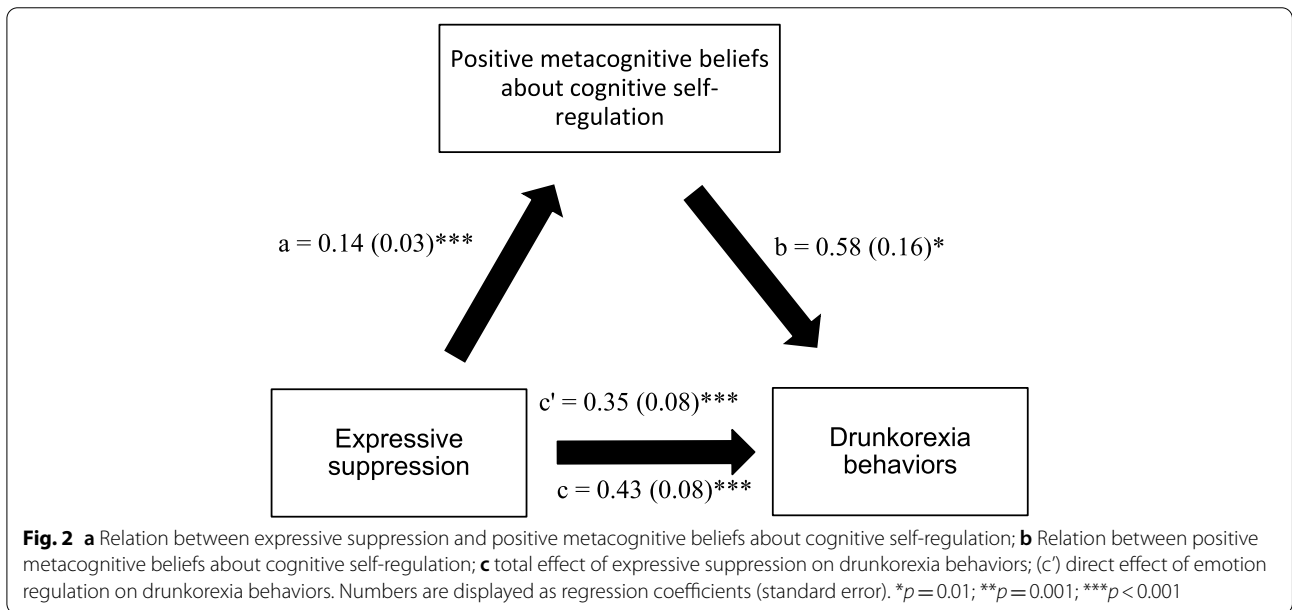 Positive metacognitive beliefs
about cognitive self-
regulation
a = 0.14 (0.03)***
b = 0.58 (0.16)*
c' = 0.35 (0.08)***
Expressive
suppression
Drunkorexia
behaviors
c = 0.43 (0.08)***
Fig. 2 a Relation between expressive suppression and positive metacognitive beliefs about cognitive self-regulation; b Relation between positive
metacognitive beliefs about cognitive self-regulation; c total effect of expressive suppression on drunkorexia behaviors; (c’) direct effect of emotion
regulation on drunkorexia behaviors. Numbers are displayed as regression coefficients (standard error). *p = 0.01; **p = 0.001; ***p < 0.001